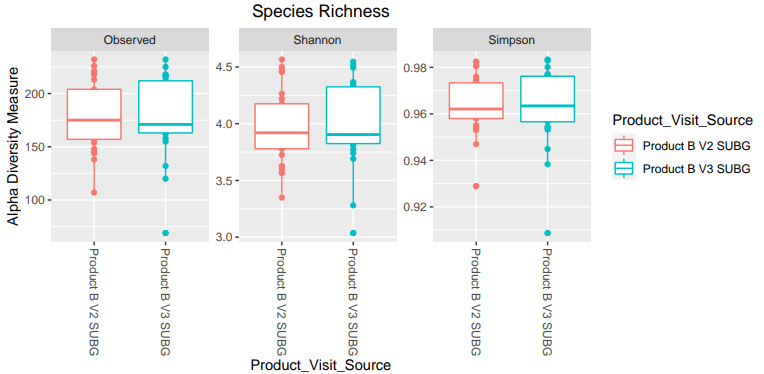 Species Richness
Observed
Shannon
Simpson
Alpha Diversity Measure
200
150
100
4.5
4.0
3.5
3.0
0.98
0.96
0.94
0.92
Product B V2 SUBG
Product B V3 SUBG
Product B V2 SUBG
Product B V3 SUBG
Product B V2 SUBG
Product B V3 SUBG
Product_Visit_Source
Product_Visit_Source
Product B V2 SUBG
Product B V3 SUBG